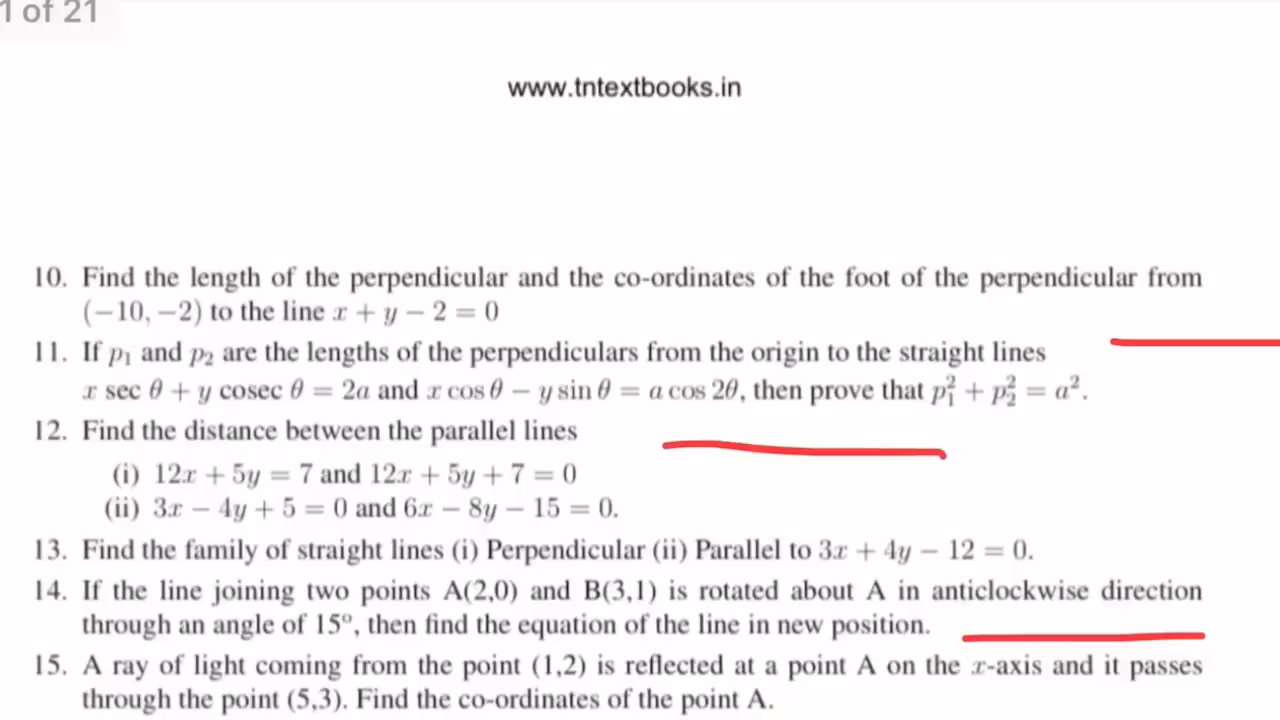 1 of 21
www.tntextbooks.in
10. Find the length of the perpendicular and the co-ordinates of the foot of the perpendicular from
(−10, −2) to the line x + y − 2 = 0
11. If p₁ and p₂ are the lengths of the perpendiculars from the origin to the straight lines
x sec θ + y cosec θ = 2a and x cos θ − y sin θ = a cos 2θ, then prove that p₁² + p₂² = a².
12. Find the distance between the parallel lines
(i) 12x + 5y = 7 and 12x + 5y + 7 = 0
(ii) 3x − 4y + 5 = 0 and 6x − 8y − 15 = 0.
13. Find the family of straight lines (i) Perpendicular (ii) Parallel to 3x + 4y − 12 = 0.
14. If the line joining two points A(2,0) and B(3,1) is rotated about A in anticlockwise direction
through an angle of 15°, then find the equation of the line in new position.
15. A ray of light coming from the point (1,2) is reflected at a point A on the x-axis and it passes
through the point (5,3). Find the co-ordinates of the point A.